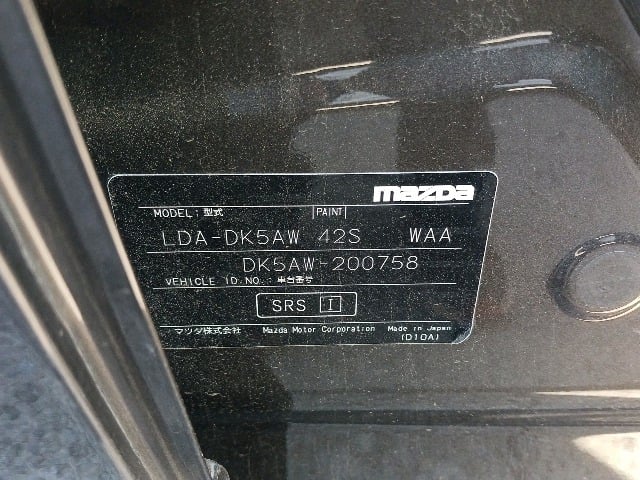 mazda
MODEL; 型式 PAINT
LDA-DK5AW 42S WAA
DK5AW-200758
VEHICLE ID.NO.; 車台番号
SRS I
マツダ株式会社 Mazda Motor Corporation Made in Japan
(D10A)